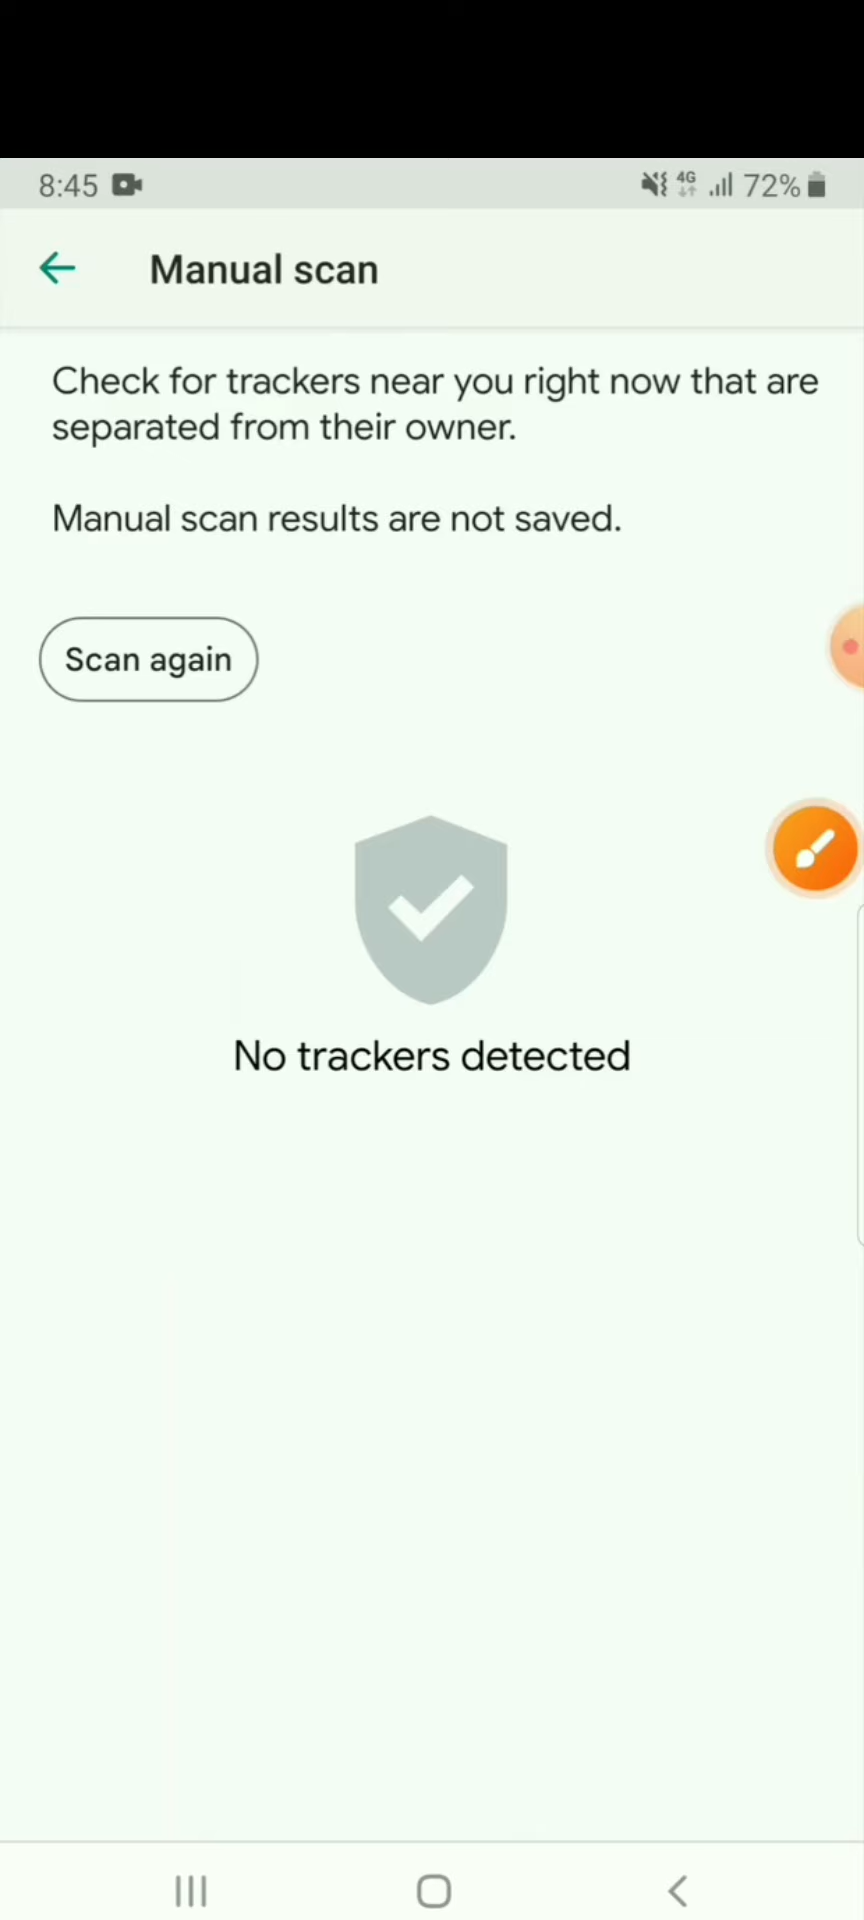 8:45
4G
72%
Manual scan
Check for trackers near you right now that are
separated from their owner.
Manual scan results are not saved.
Scan again
No trackers detected